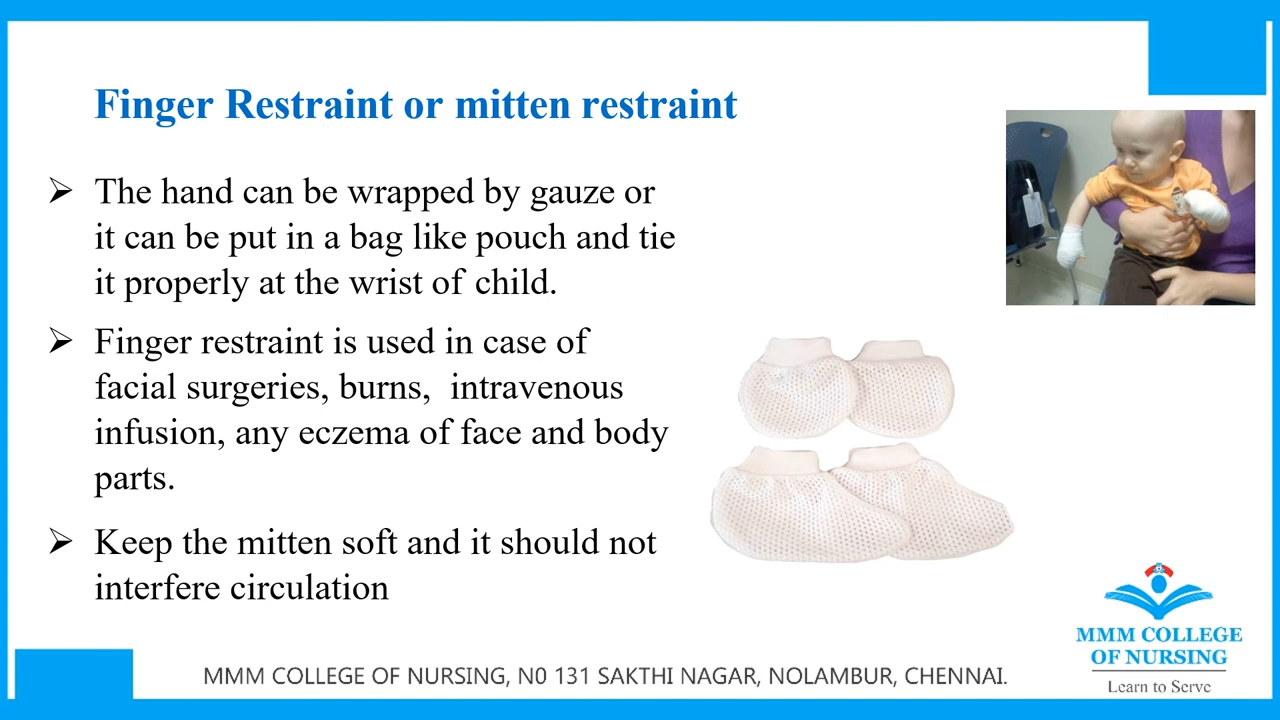 Finger Restraint or mitten restraint
➢ The hand can be wrapped by gauze or
it can be put in a bag like pouch and tie
it properly at the wrist of child.
➢ Finger restraint is used in case of
facial surgeries, burns,  intravenous
infusion, any eczema of face and body
parts.
➢ Keep the mitten soft and it should not
interfere circulation
MMM COLLEGE
OF NURSING
Learn to Serve
MMM COLLEGE OF NURSING, N0 131 SAKTHI NAGAR, NOLAMBUR, CHENNAI.